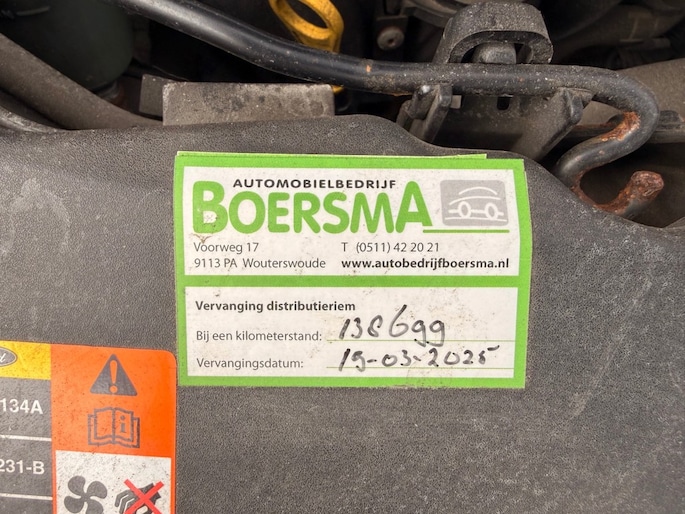 AUTOMOBIELBEDRIJF
BOERSMA
Voorweg 17 T (0511) 42 20 21
9113 PA Wouterswoude www.autobedrijfboersma.nl
Vervanging distributieriem
Bij een kilometerstand: 138699
Vervangingsdatum: 19-03-2025
134A
231-B